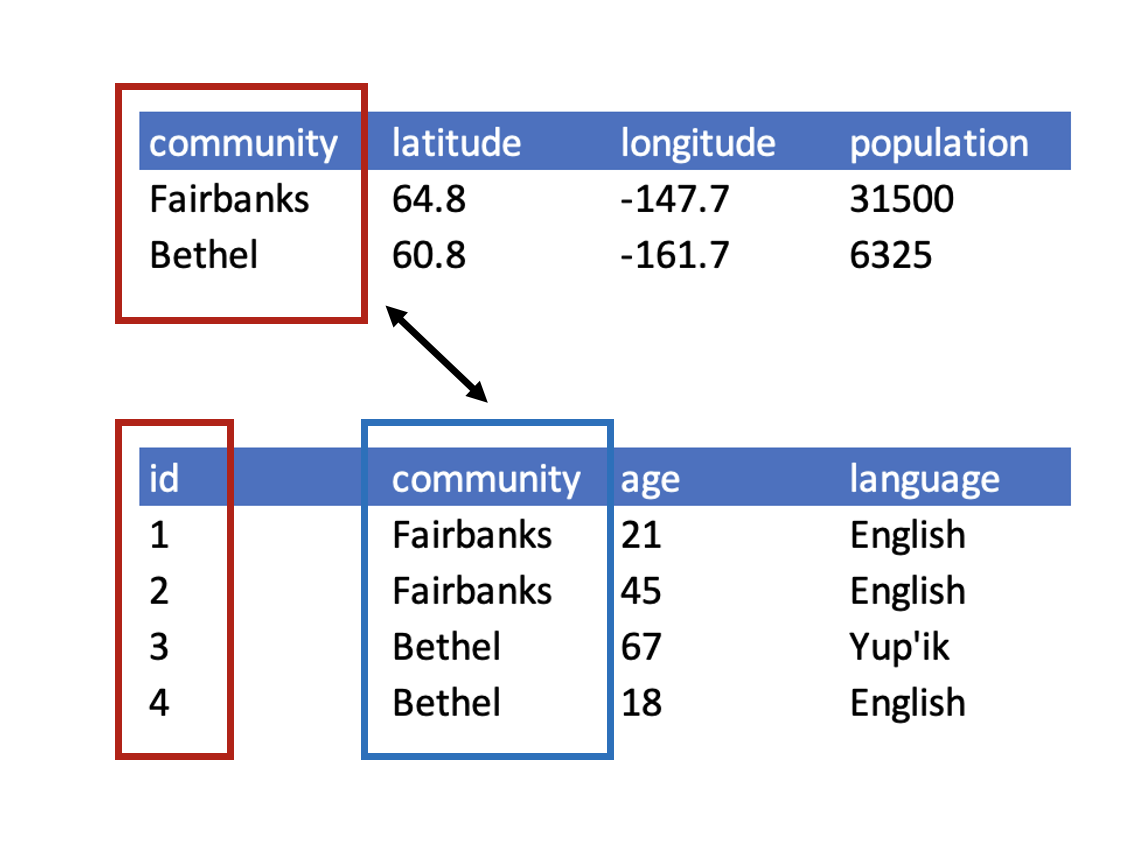 community latitude longitude population
Fairbanks 64.8 -147.7 31500
Bethel 60.8 -161.7 6325
id community age language
1 Fairbanks 21 English
2 Fairbanks 45 English
3 Bethel 67 Yup'ik
4 Bethel 18 English